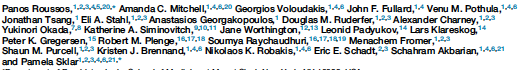 Panos Roussos,1,2,3,4,5,20,* Amanda C. Mitchell,1,4,6,20 Georgios Voloudakis,1,4,6 John F. Fullard,1,4 Venu M. Pothula,1,4,6
Jonathan Tsang,1 Eli A. Stahl,1,2,3 Anastasios Georgakopoulos,1 Douglas M. Ruderfer,1,2,3 Alexander Charney,1,2,3
Yukinori Okada,7,8 Katherine A. Siminovitch,9,10,11 Jane Worthington,12,13 Leonid Padyukov,14 Lars Klareskog,14
Peter K. Gregersen,15 Robert M. Plenge,16,17,18 Soumya Raychaudhuri,16,17,18,19 Menachem Fromer,1,2,3
Shaun M. Purcell,1,2,3 Kristen J. Brennand,1,4,6 Nikolaos K. Robakis,1,4,6 Eric E. Schadt,2,3 Schahram Akbarian,1,4,6,21
and Pamela Sklar1,2,3,4,6,21,*